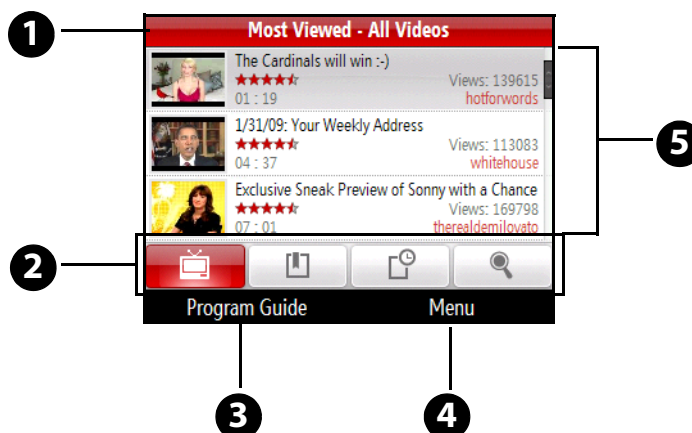 1
Most Viewed - All Videos
The Cardinals will win :-)
Views: 139615
01 : 19
hotforwords
1/31/09: Your Weekly Address
Views: 113083
04 : 37
whitehouse
Exclusive Sneak Preview of Sonny with a Chance
Views: 169798
07 : 01
therealdemilovato
5
2
Program Guide
Menu
3
4